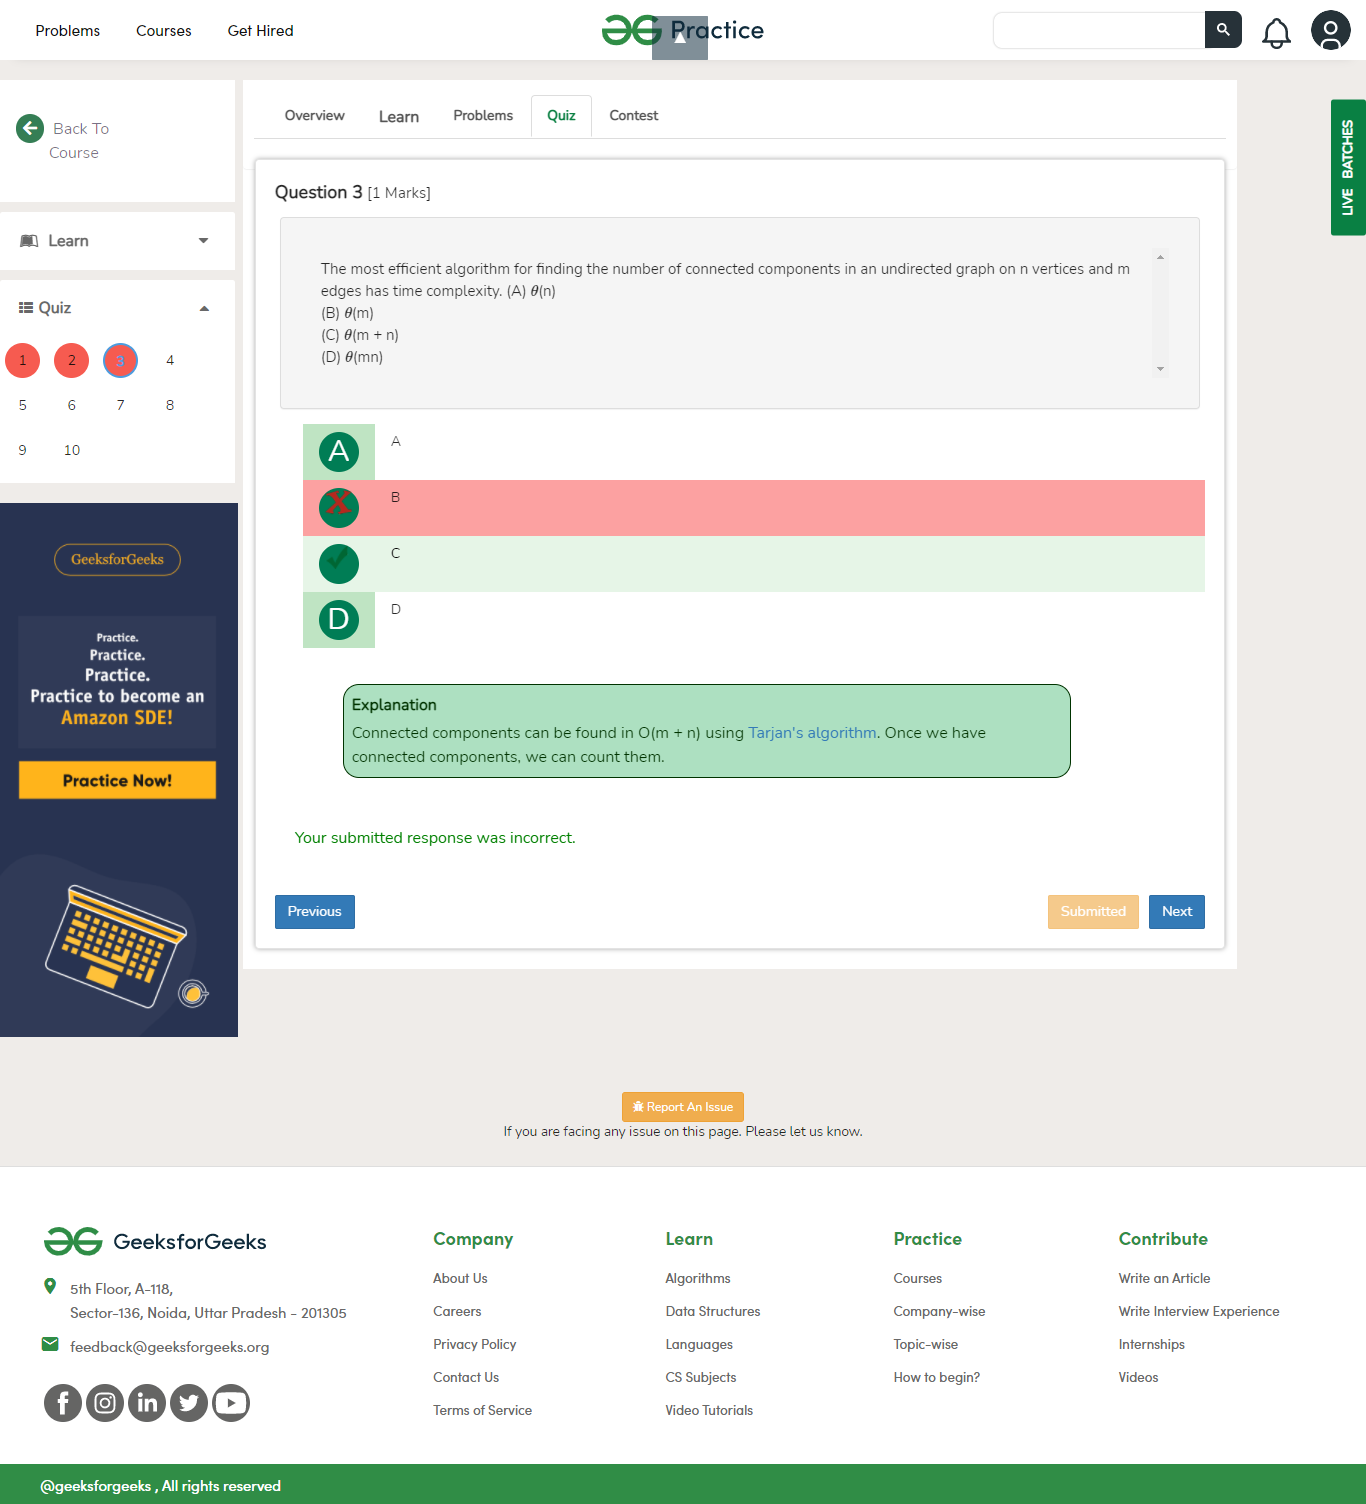 Problems Courses Get Hired
Practice
Back To
Course
Learn
Quiz
1 2 3 4
5 6 7 8
9 10
GeeksforGeeks
Practice.
Practice.
Practice.
Practice to become an
Amazon SDE!
Practice Now!
Overview Learn Problems Quiz Contest
Question 3 [1 Marks]
The most efficient algorithm for finding the number of connected components in an undirected graph on n vertices and m
edges has time complexity. (A) θ(n)
(B) θ(m)
(C) θ(m + n)
(D) θ(mn)
A A
X B
C
D D
Explanation
Connected components can be found in O(m + n) using Tarjan's algorithm. Once we have
connected components, we can count them.
Your submitted response was incorrect.
Previous Submitted Next
LIVE BATCHES
Report An Issue
If you are facing any issue on this page. Please let us know.
GeeksforGeeks
5th Floor, A-118,
Sector-136, Noida, Uttar Pradesh - 201305
feedback@geeksforgeeks.org
Company
About Us
Careers
Privacy Policy
Contact Us
Terms of Service
Learn
Algorithms
Data Structures
Languages
CS Subjects
Video Tutorials
Practice
Courses
Company-wise
Topic-wise
How to begin?
Contribute
Write an Article
Write Interview Experience
Internships
Videos
@geeksforgeeks , All rights reserved